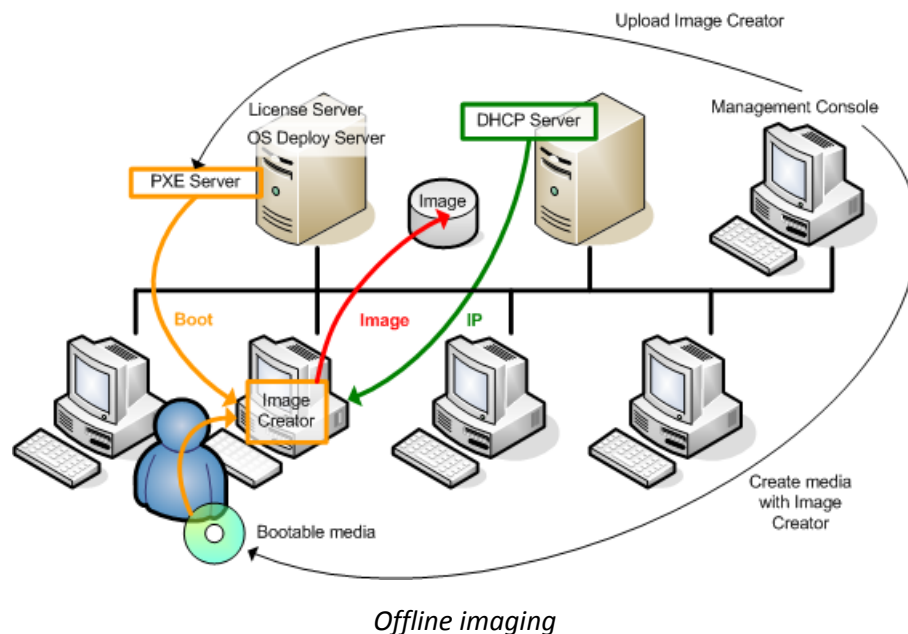 Upload Image Creator
License Server
OS Deploy Server
DHCP Server
Management Console
PXE Server
Image
Boot
Image
IP
Image
Creator
Create media
with Image
Creator
Bootable media
Offline imaging